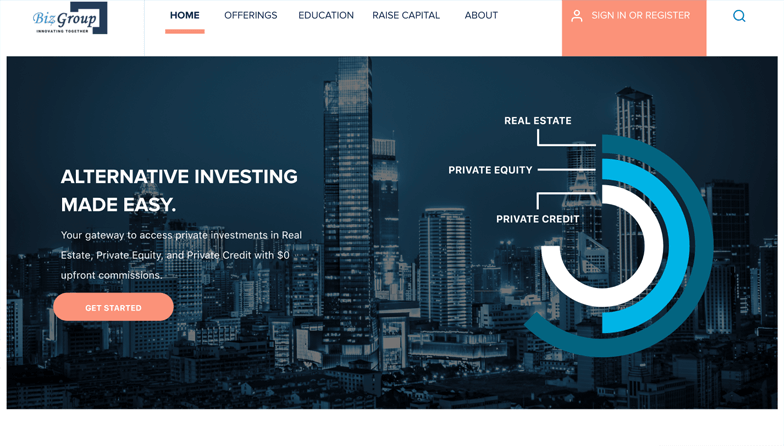 BizGroup
INNOVATING TOGETHER
HOME
OFFERINGS
EDUCATION
RAISE CAPITAL
ABOUT
SIGN IN OR REGISTER
REAL ESTATE
PRIVATE EQUITY
PRIVATE CREDIT
ALTERNATIVE INVESTING
MADE EASY.
Your gateway to access private investments in Real
Estate, Private Equity, and Private Credit with $0
upfront commissions.
GET STARTED